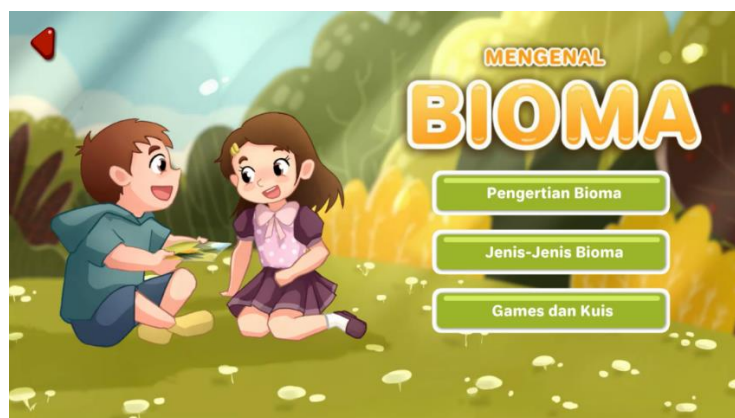 MENGENAL
BIOMA
Pengertian Bioma
Jenis-Jenis Bioma
Games dan Kuis